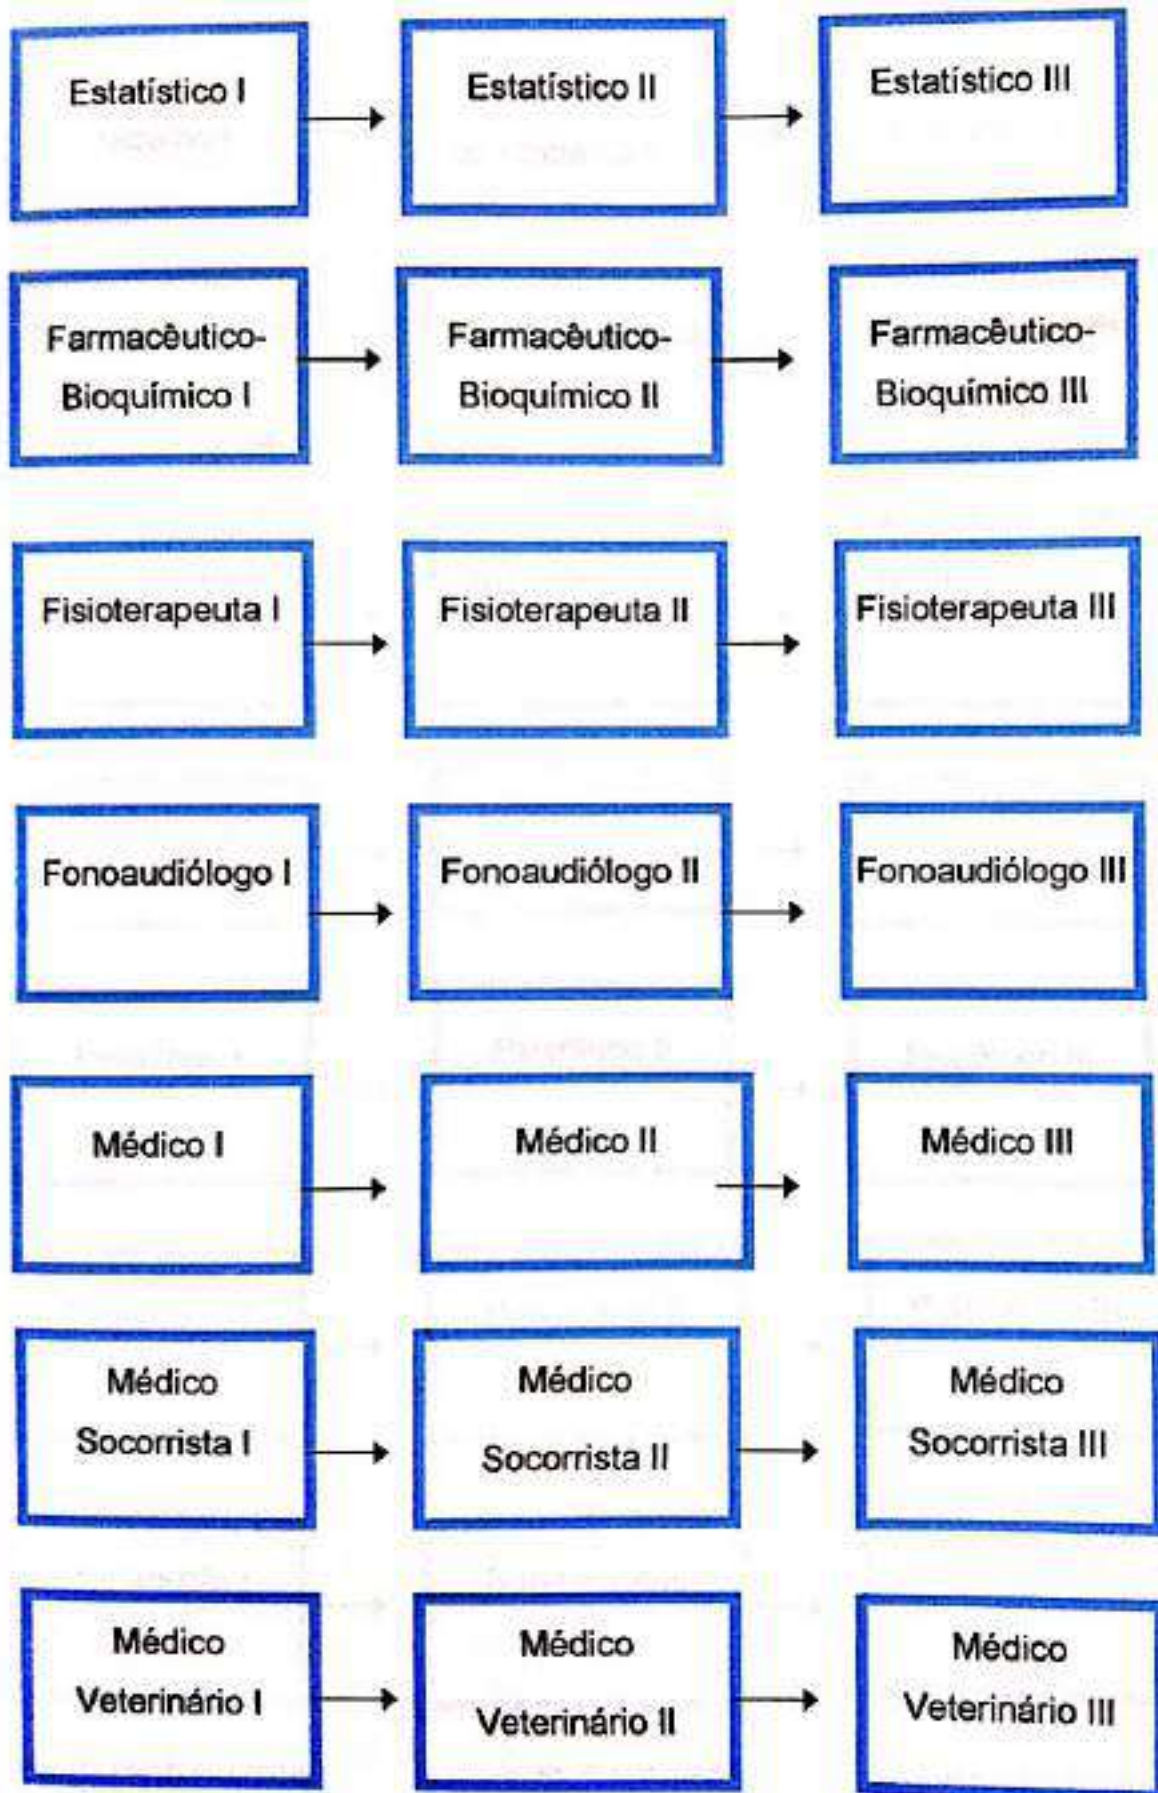 Estatístico I
Estatístico II
Estatístico III
Farmacêutico-
Bioquímico I
Farmacêutico-
Bioquímico II
Farmacêutico-
Bioquímico III
Fisioterapeuta I
Fisioterapeuta II
Fisioterapeuta III
Fonoaudiólogo I
Fonoaudiólogo II
Fonoaudiólogo III
Médico I
Médico II
Médico III
Médico
Socorrista I
Médico
Socorrista II
Médico
Socorrista III
Médico
Veterinário I
Médico
Veterinário II
Médico
Veterinário III